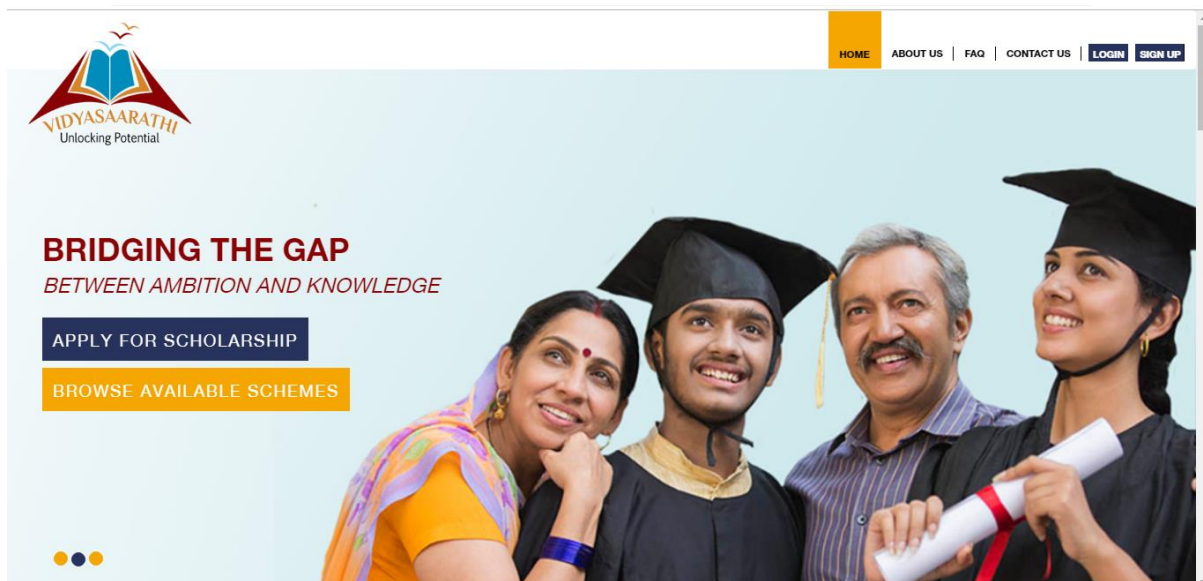 HOME
ABOUT US
FAQ
CONTACT US
LOGIN
SIGN UP
VIDYASAARATHI
Unlocking Potential
BRIDGING THE GAP
BETWEEN AMBITION AND KNOWLEDGE
APPLY FOR SCHOLARSHIP
BROWSE AVAILABLE SCHEMES